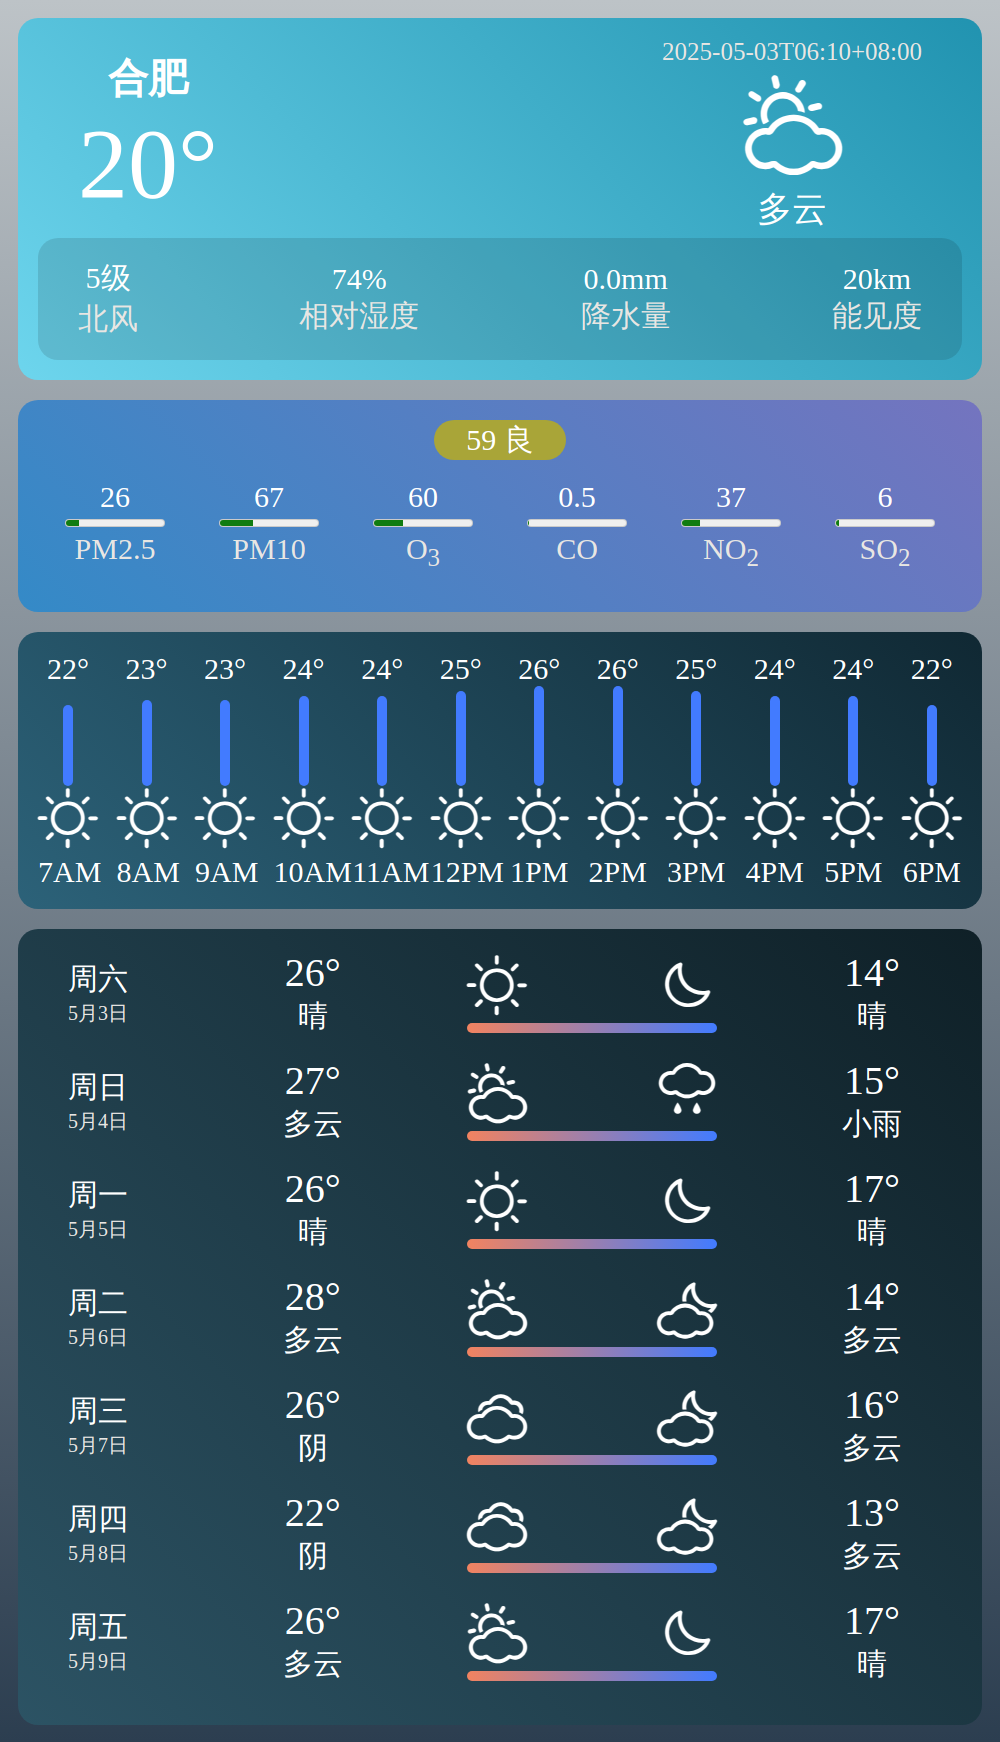 合肥
20°
2025-05-03T06:10+08:00
多云
5级 74% 0.0mm 20km
北风 相对湿度 降水量 能见度
59 良
26 67 60 0.5 37 6
PM2.5 PM10 O3 CO NO2 SO2
22° 23° 23° 24° 24° 25° 26° 26° 25° 24° 24° 22°
7AM 8AM 9AM 10AM 11AM 12PM 1PM 2PM 3PM 4PM 5PM 6PM
周六 26° 14°
5月3日 晴 晴
周日 27° 15°
5月4日 多云 小雨
周一 26° 17°
5月5日 晴 晴
周二 28° 14°
5月6日 多云 多云
周三 26° 16°
5月7日 阴 多云
周四 22° 13°
5月8日 阴 多云
周五 26° 17°
5月9日 多云 晴